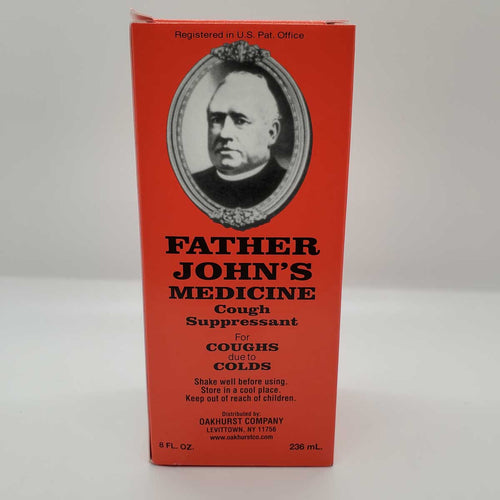 Registered in U.S. Pat. Office
FATHER
JOHN'S
MEDICINE
Cough
Suppressant
For
COUGHS
due to
COLDS
Shake well before using.
Store in a cool place.
Keep out of reach of children.
Distributed by:
OAKHURST COMPANY
LEVITTOWN, NY 11756
www.oakhurstco.com
8 FL. OZ. 236 mL.